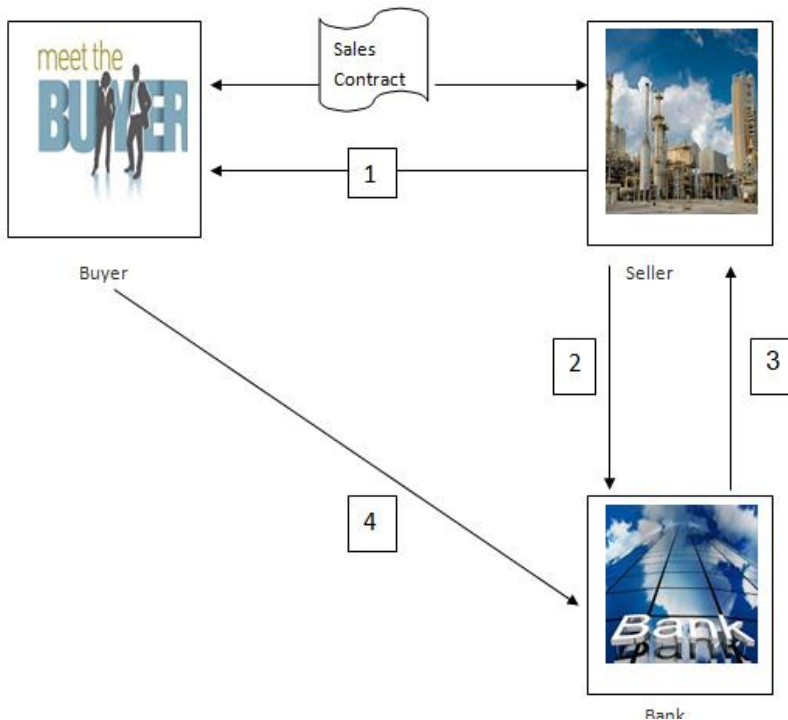 meet the
BUYER
Sales
Contract
1
Buyer
Seller
2
3
4
Bank
Bank